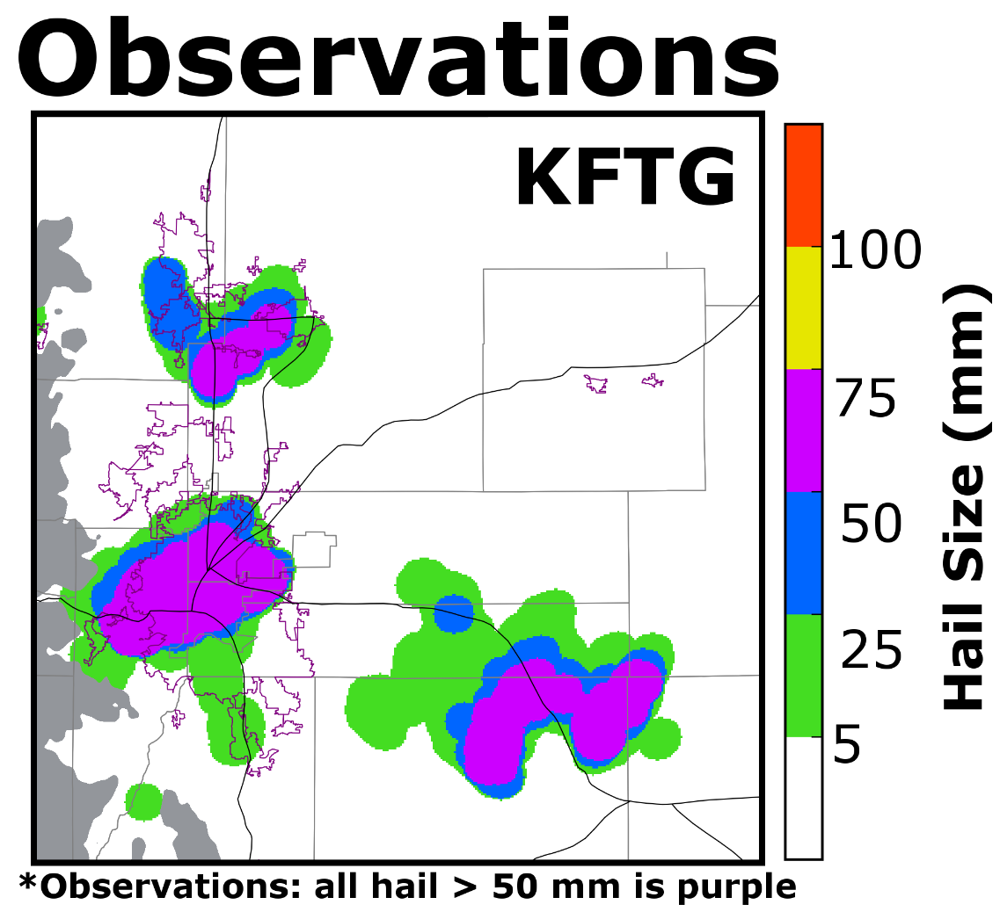 Observations
KFTG
100
75
50
25
5
Hail Size (mm)
*Observations: all hail > 50 mm is purple